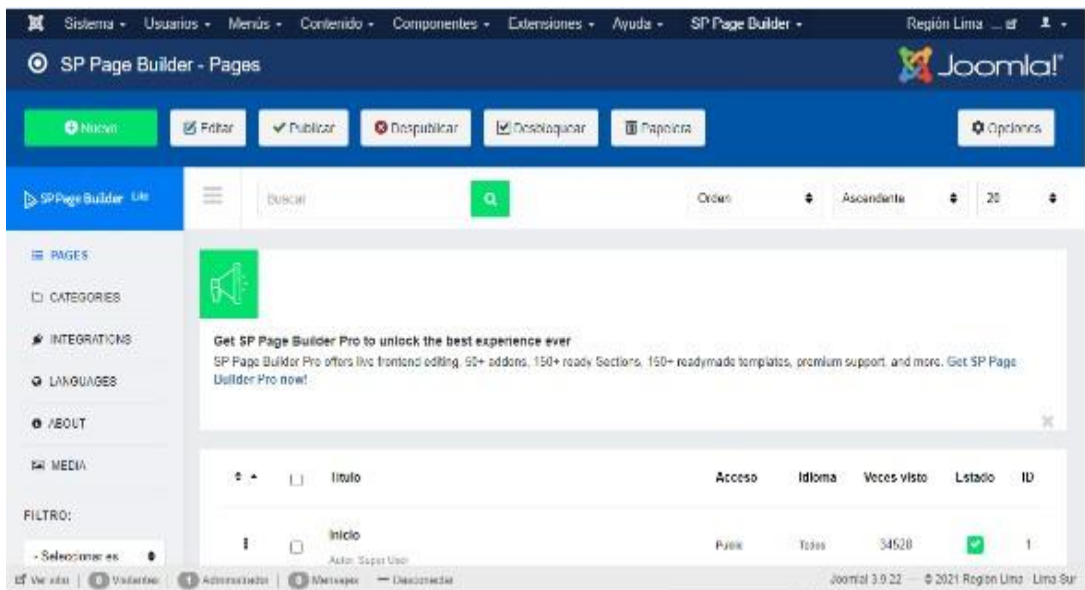 Sistema Usuarios Menús Contenido Componentes Extensiones Ayuda SP Page Builder Región Lima ...
SP Page Builder - Pages Joomla!
Nuevo Editar Publicar Despublicar Desbloquear Papelera Opciones
SP Page Builder Lite Buscar Orden Ascendente 20
PAGES
CATEGORIES
INTEGRATIONS
LANGUAGES
ABOUT
MEDIA
FILTRO:
- Seleccionar es
Get SP Page Builder Pro to unlock the best experience ever
SP Page Builder Pro offers live frontend editing, 50+ addons, 150+ ready Sections, 150+ readymade templates, premium support, and more. Get SP Page
Builder Pro now!
Título Acceso Idioma Veces visto Estado ID
Inicio
Autor: Super User
Public Todos 34528 1
Ver sitio 0 Visitantes 1 Administrador 0 Mensajes Desconectar Joomla! 3.9.22 — © 2021 Región Lima - Lima Sur